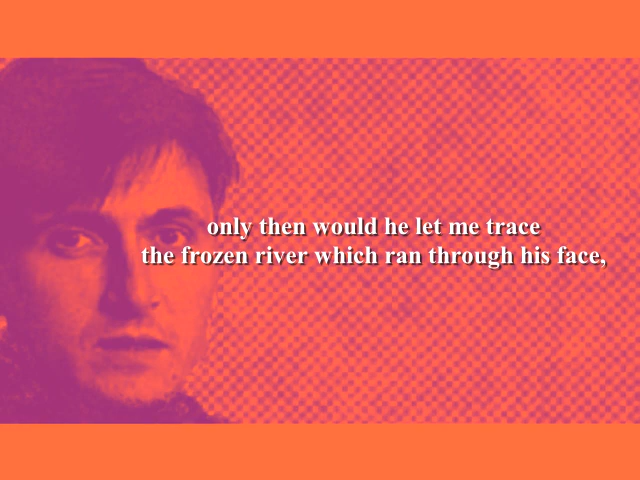 only then would he let me trace
the frozen river which ran through his face,